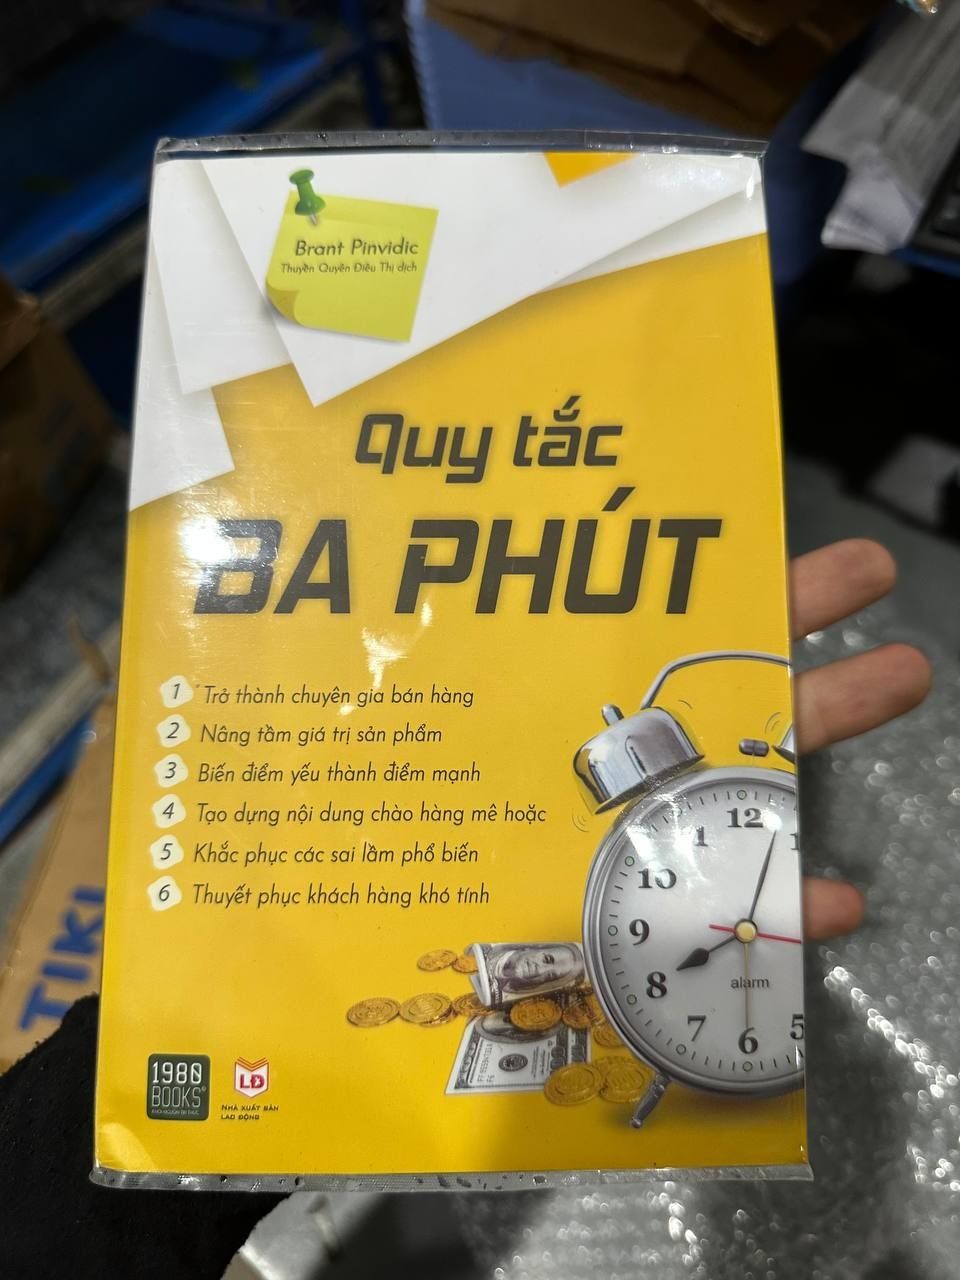 Brant Pinvidic
Thuyền Quyên Điêu Thị dịch
Quy tắc
BA PHÚT
1 Trở thành chuyên gia bán hàng
2 Nâng tầm giá trị sản phẩm
3 Biến điểm yếu thành điểm mạnh
4 Tạo dựng nội dung chào hàng mê hoặc
5 Khắc phục các sai lầm phổ biến
6 Thuyết phục khách hàng khó tính
12
1
10
9
8
7
6
5
alarm
1980
BOOKS
LĐ
NHÀ XUẤT BẢN
LAO ĐỘNG
TIKI